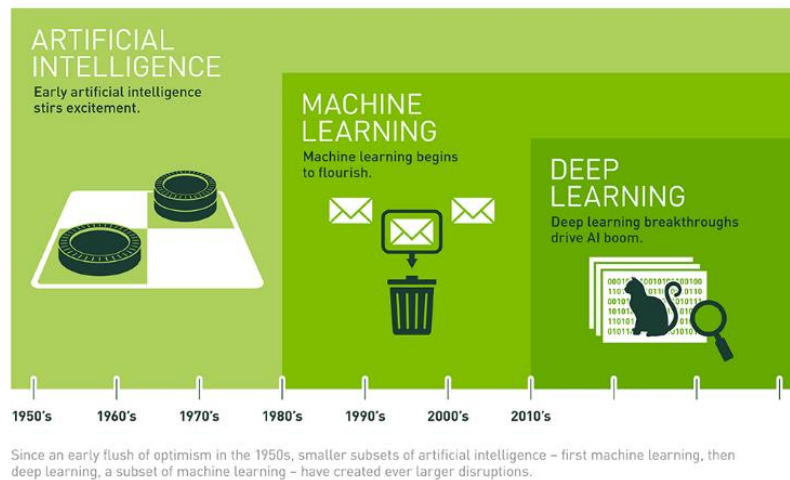 ARTIFICIAL
INTELLIGENCE
Early artificial intelligence
stirs excitement.
MACHINE
LEARNING
Machine learning begins
to flourish.
DEEP
LEARNING
Deep learning breakthroughs
drive AI boom.
1950's 1960's 1970's 1980's 1990's 2000's 2010's
Since an early flush of optimism in the 1950s, smaller subsets of artificial intelligence – first machine learning, then
deep learning, a subset of machine learning – have created ever larger disruptions.